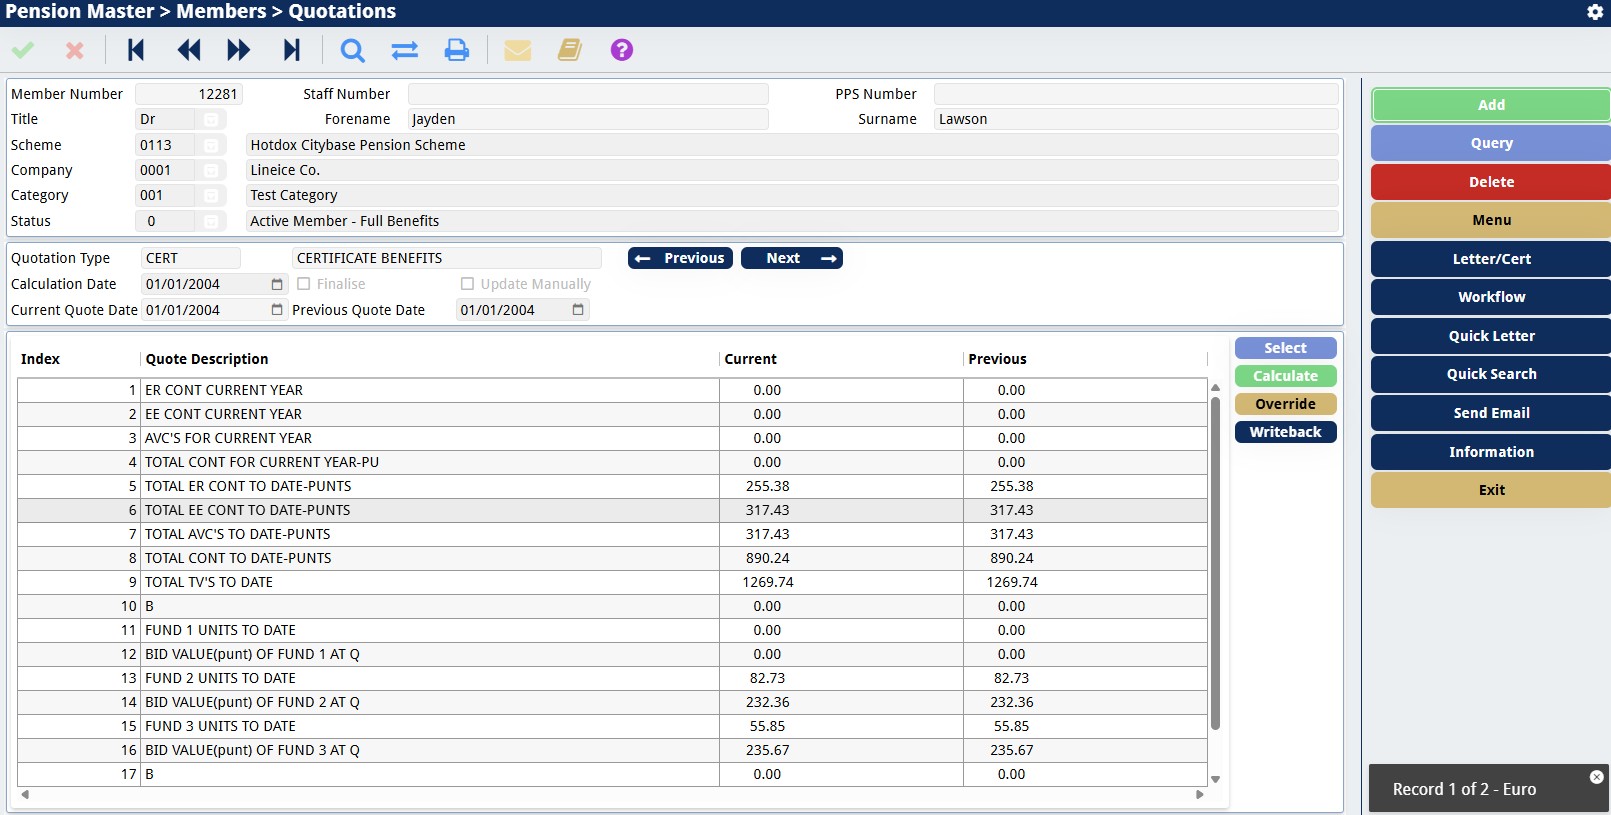 Pension Master > Members > Quotations
Member Number 12281 Staff Number PPS Number
Title Dr Forename Jayden Surname Lawson
Scheme 0113 Hotdox Citybase Pension Scheme
Company 0001 Lineice Co.
Category 001 Test Category
Status 0 Active Member - Full Benefits
Quotation Type CERT CERTIFICATE BENEFITS Previous Next
Calculation Date 01/01/2004 Finalise Update Manually
Current Quote Date 01/01/2004 Previous Quote Date 01/01/2004
Index Quote Description Current Previous
1 ER CONT CURRENT YEAR 0.00 0.00
2 EE CONT CURRENT YEAR 0.00 0.00
3 AVC'S FOR CURRENT YEAR 0.00 0.00
4 TOTAL CONT FOR CURRENT YEAR-PU 0.00 0.00
5 TOTAL ER CONT TO DATE-PUNTS 255.38 255.38
6 TOTAL EE CONT TO DATE-PUNTS 317.43 317.43
7 TOTAL AVC'S TO DATE-PUNTS 317.43 317.43
8 TOTAL CONT TO DATE-PUNTS 890.24 890.24
9 TOTAL TV'S TO DATE 1269.74 1269.74
10 B 0.00 0.00
11 FUND 1 UNITS TO DATE 0.00 0.00
12 BID VALUE(punt) OF FUND 1 AT Q 0.00 0.00
13 FUND 2 UNITS TO DATE 82.73 82.73
14 BID VALUE(punt) OF FUND 2 AT Q 232.36 232.36
15 FUND 3 UNITS TO DATE 55.85 55.85
16 BID VALUE(punt) OF FUND 3 AT Q 235.67 235.67
17 B 0.00 0.00
Select
Calculate
Override
Writeback
Add
Query
Delete
Menu
Letter/Cert
Workflow
Quick Letter
Quick Search
Send Email
Information
Exit
Record 1 of 2 - Euro